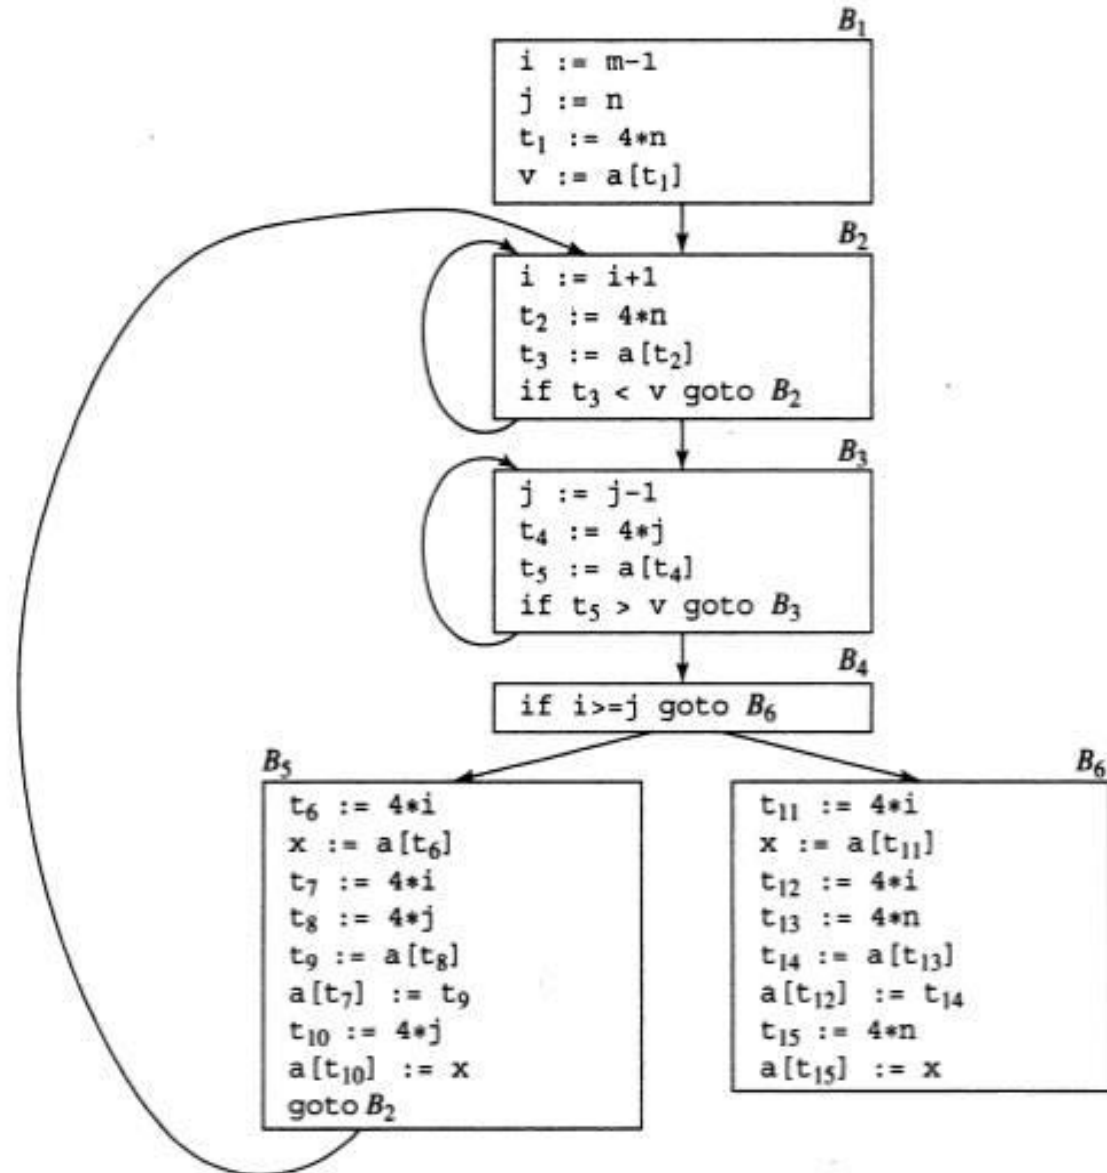 B₁
i := m-1
j := n
t₁ := 4*n
v := a[t₁]
B₂
i := i+1
t₂ := 4*n
t₃ := a[t₂]
if t₃ < v goto B₂
B₃
j := j-1
t₄ := 4*j
t₅ := a[t₄]
if t₅ > v goto B₃
B₄
if i>=j goto B₆
B₅
t₆ := 4*i
x := a[t₆]
t₇ := 4*i
t₈ := 4*j
t₉ := a[t₈]
a[t₇] := t₉
t₁₀ := 4*j
a[t₁₀] := x
goto B₂
B₆
t₁₁ := 4*i
x := a[t₁₁]
t₁₂ := 4*i
t₁₃ := 4*n
t₁₄ := a[t₁₃]
a[t₁₂] := t₁₄
t₁₅ := 4*n
a[t₁₅] := x